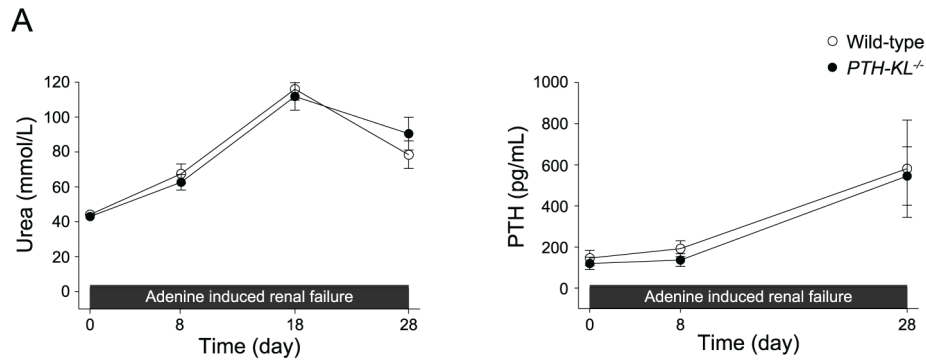 A
Wild-type
PTH-KL-/-
120
100
80
60
40
20
0
Urea (mmol/L)
Adenine induced renal failure
0 8 18 28
Time (day)
1000
800
600
400
200
0
PTH (pg/mL)
Adenine induced renal failure
0 8 28
Time (day)